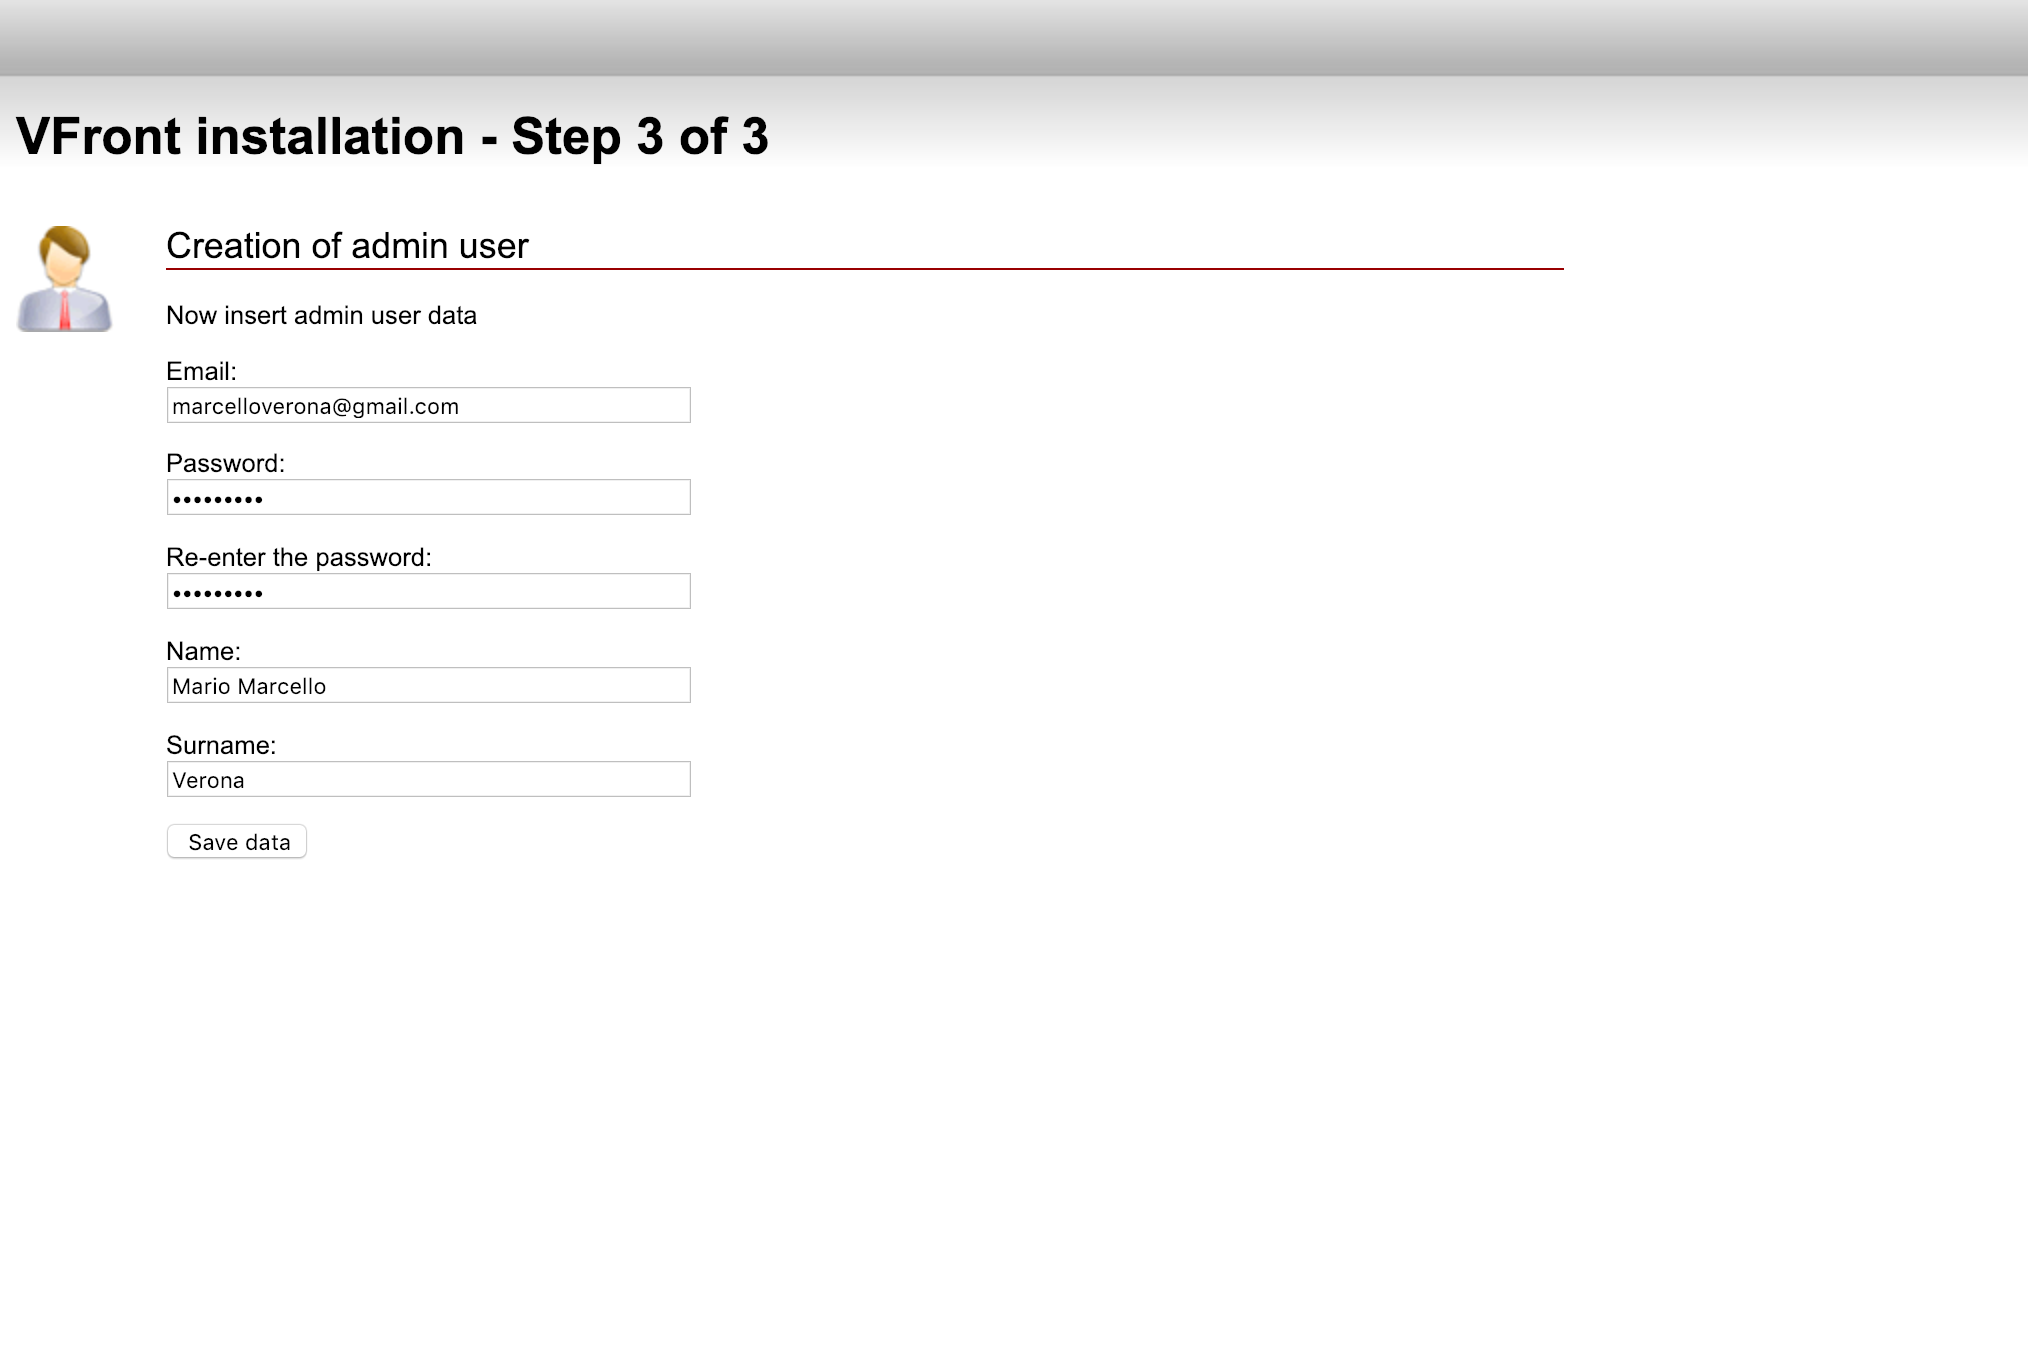 VFront installation - Step 3 of 3
Creation of admin user
Now insert admin user data
Email:
marcelloverona@gmail.com
Password:
•••••••••
Re-enter the password:
•••••••••
Name:
Mario Marcello
Surname:
Verona
Save data